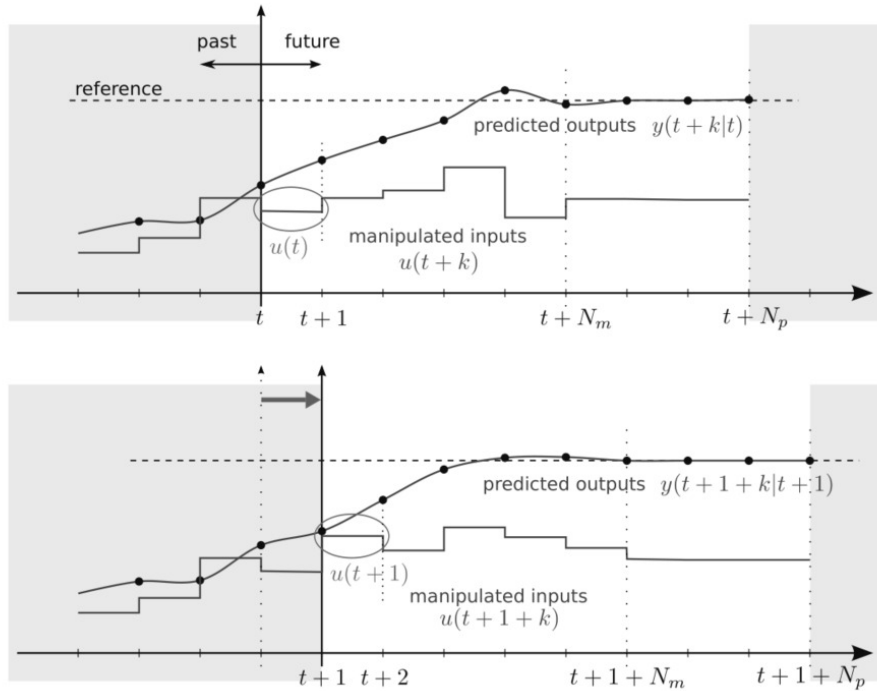 past future
reference
predicted outputs y(t + k|t)
u(t)
manipulated inputs
u(t + k)
t t + 1 t + N_m t + N_p
predicted outputs y(t + 1 + k|t + 1)
u(t + 1)
manipulated inputs
u(t + 1 + k)
t + 1 t + 2 t + 1 + N_m t + 1 + N_p